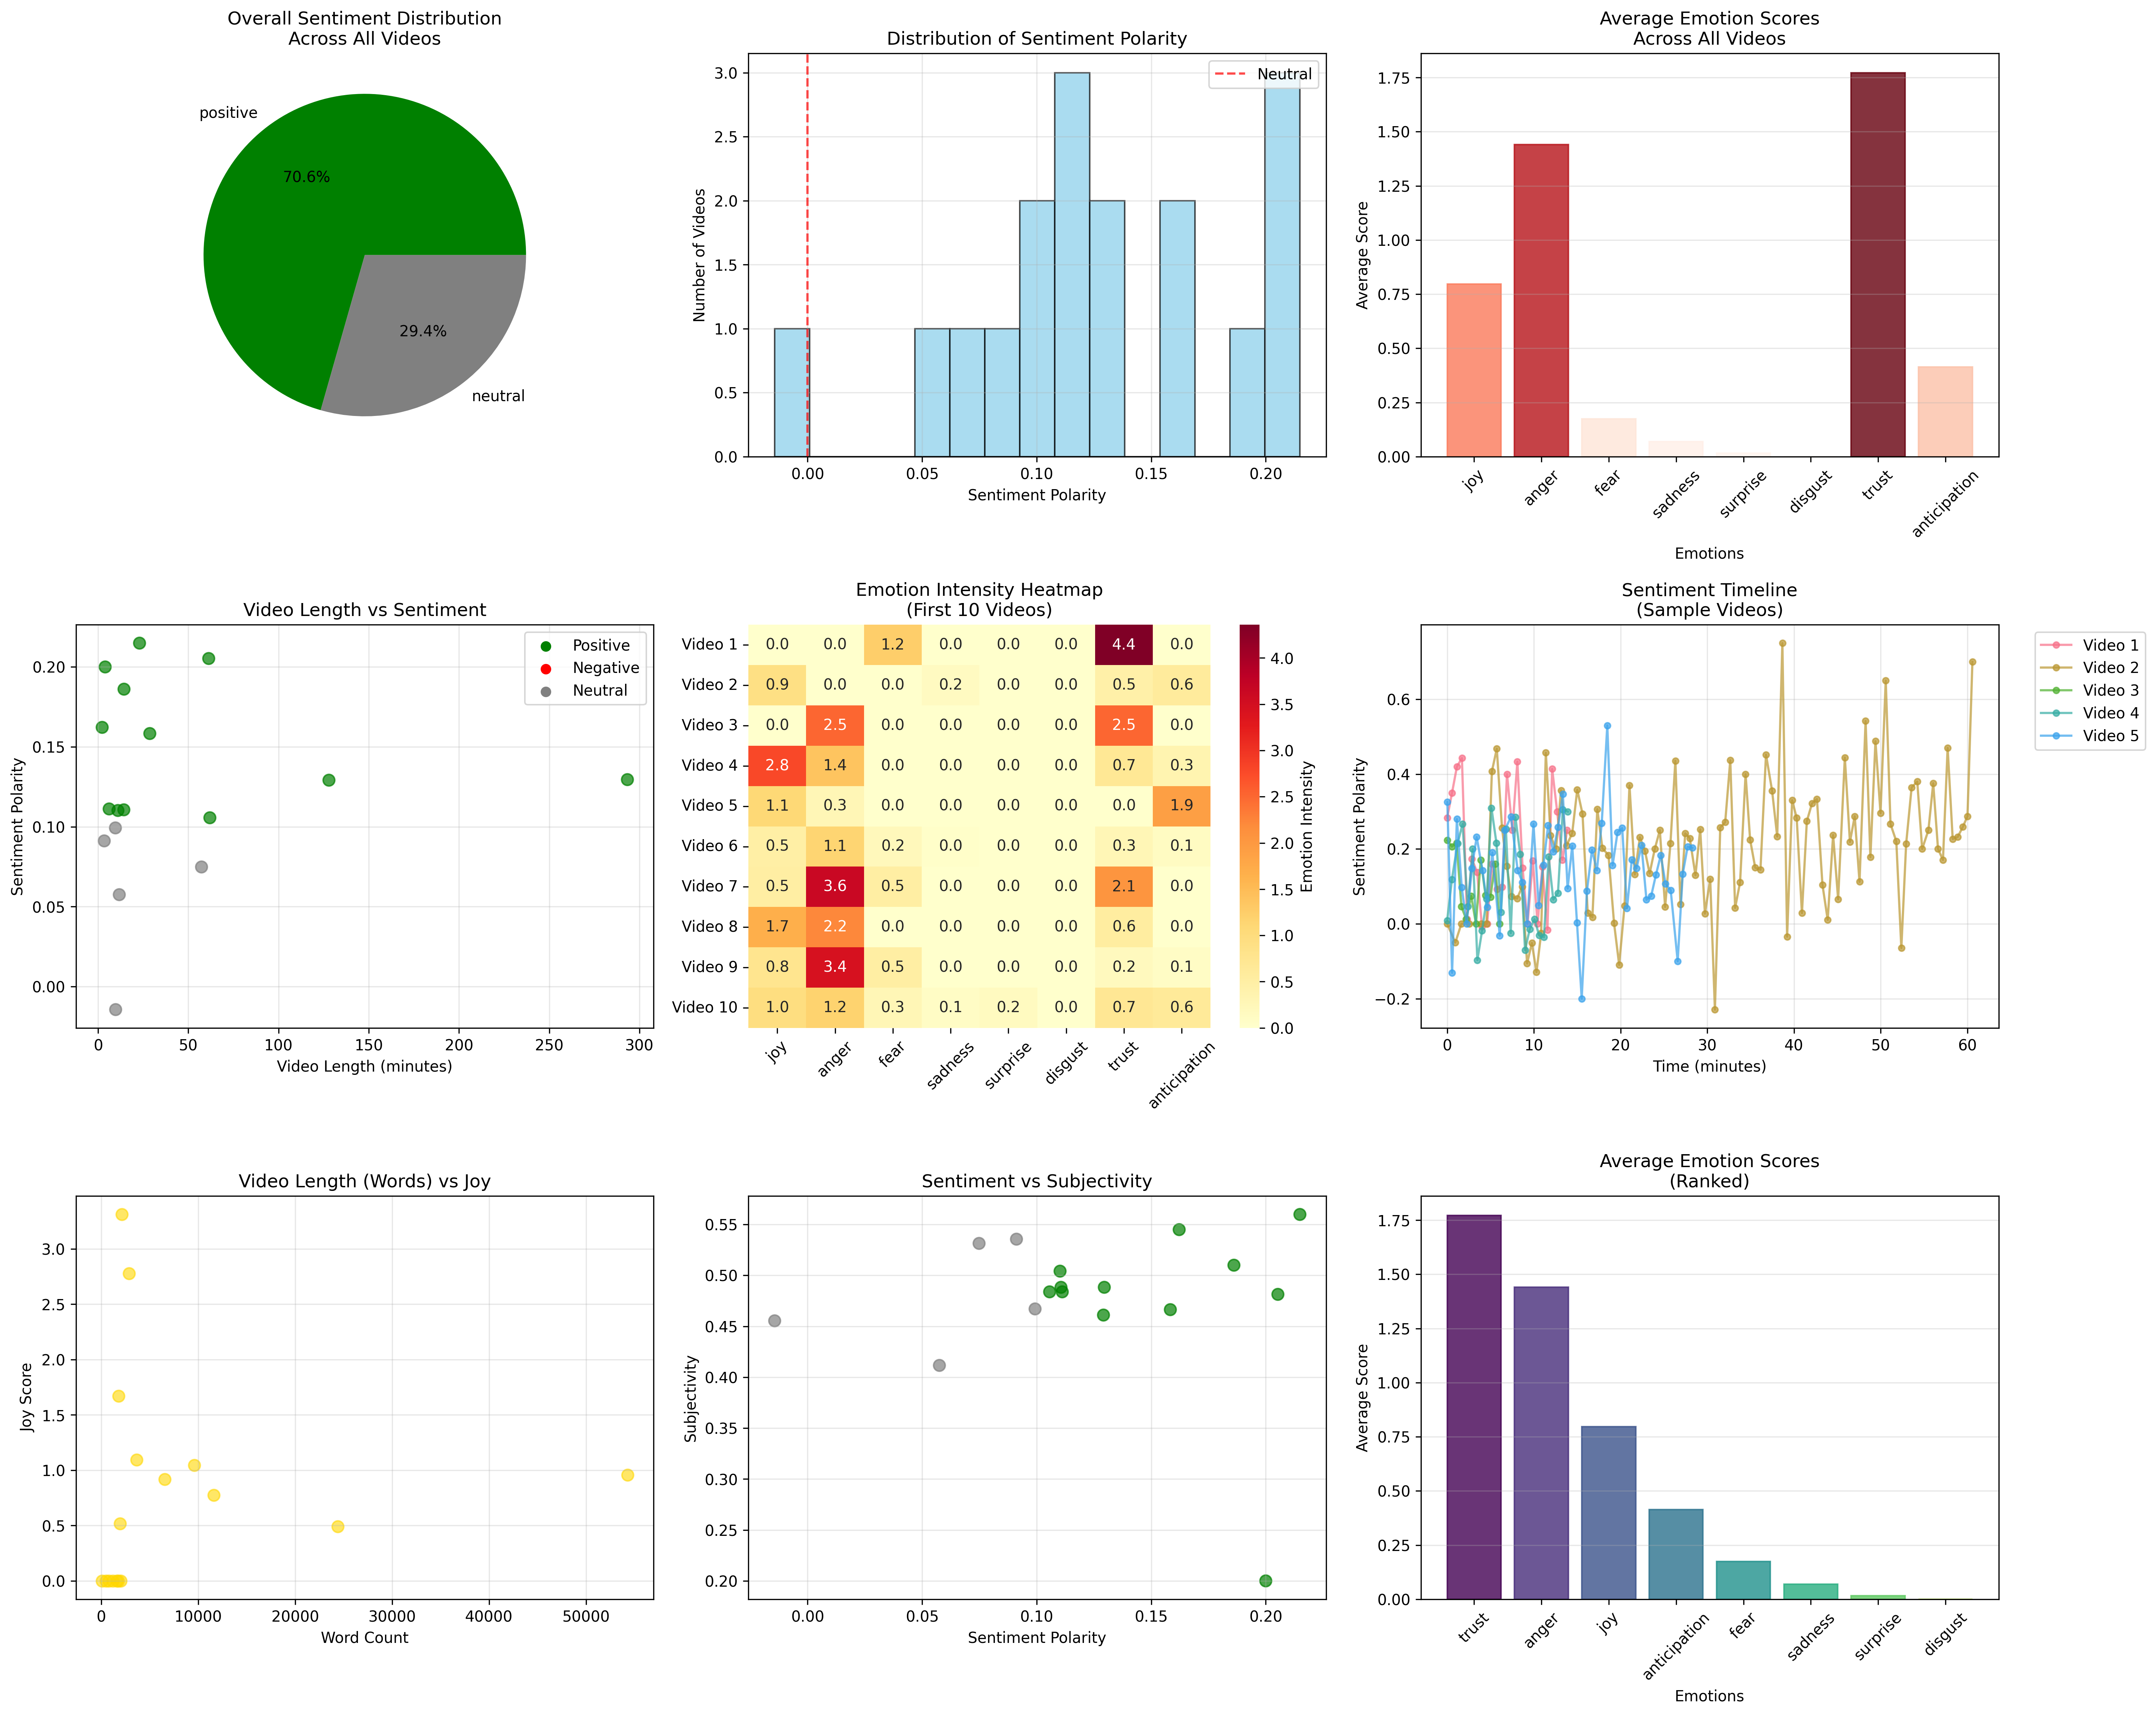 Overall Sentiment Distribution
Across All Videos
positive
70.6%
29.4%
neutral
Distribution of Sentiment Polarity
Neutral
3.0
2.5
2.0
1.5
1.0
0.5
0.0
Number of Videos
0.00 0.05 0.10 0.15 0.20
Sentiment Polarity
Average Emotion Scores
Across All Videos
1.75
1.50
1.25
1.00
0.75
0.50
0.25
0.00
Average Score
joy anger fear sadness surprise disgust trust anticipation
Emotions
Video Length vs Sentiment
Positive
Negative
Neutral
0.20
0.15
0.10
0.05
0.00
Sentiment Polarity
0 50 100 150 200 250 300
Video Length (minutes)
Emotion Intensity Heatmap
(First 10 Videos)
Video 1 0.0 0.0 1.2 0.0 0.0 0.0 4.4 0.0
Video 2 0.9 0.0 0.0 0.2 0.0 0.0 0.5 0.6
Video 3 0.0 2.5 0.0 0.0 0.0 0.0 2.5 0.0
Video 4 2.8 1.4 0.0 0.0 0.0 0.0 0.7 0.3
Video 5 1.1 0.3 0.0 0.0 0.0 0.0 0.0 1.9
Video 6 0.5 1.1 0.2 0.0 0.0 0.0 0.3 0.1
Video 7 0.5 3.6 0.5 0.0 0.0 0.0 2.1 0.0
Video 8 1.7 2.2 0.0 0.0 0.0 0.0 0.6 0.0
Video 9 0.8 3.4 0.5 0.0 0.0 0.0 0.2 0.1
Video 10 1.0 1.2 0.3 0.1 0.2 0.0 0.7 0.6
joy anger fear sadness surprise disgust trust anticipation
4.0
3.5
3.0
2.5
2.0
1.5
1.0
0.5
0.0
Emotion Intensity
Sentiment Timeline
(Sample Videos)
Video 1
Video 2
Video 3
Video 4
Video 5
0.6
0.4
0.2
0.0
−0.2
Sentiment Polarity
0 10 20 30 40 50 60
Time (minutes)
Video Length (Words) vs Joy
3.0
2.5
2.0
1.5
1.0
0.5
0.0
Joy Score
0 10000 20000 30000 40000 50000
Word Count
Sentiment vs Subjectivity
0.55
0.50
0.45
0.40
0.35
0.30
0.25
0.20
Subjectivity
0.00 0.05 0.10 0.15 0.20
Sentiment Polarity
Average Emotion Scores
(Ranked)
1.75
1.50
1.25
1.00
0.75
0.50
0.25
0.00
Average Score
trust anger joy anticipation fear sadness surprise disgust
Emotions